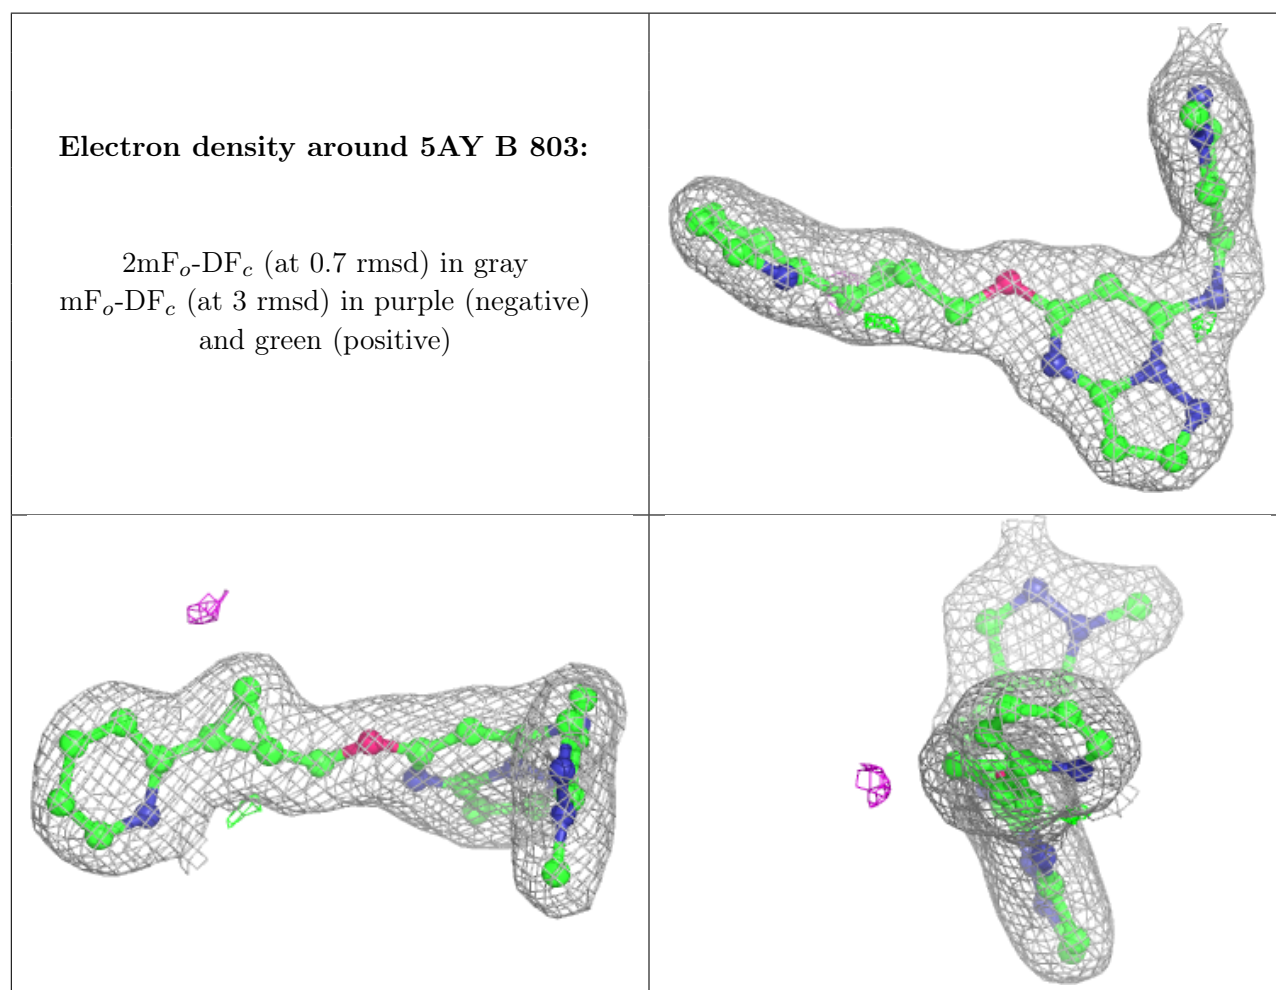 Electron density around 5AY B 803:
2mFo-DFc (at 0.7 rmsd) in gray
mFo-DFc (at 3 rmsd) in purple (negative)
and green (positive)